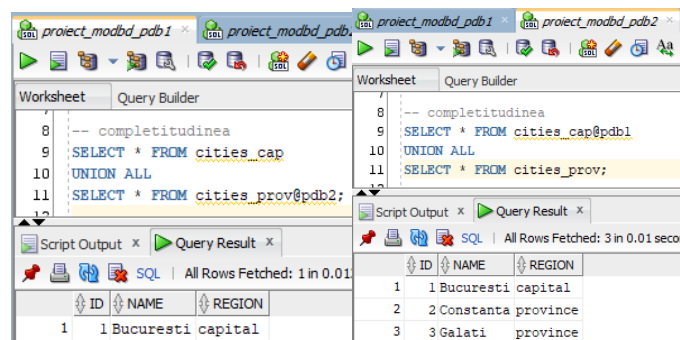 proiect_modbd_pdb1 × proiect_modbd_pdb
Worksheet Query Builder
8 -- completitudinea
9 SELECT * FROM cities_cap
10 UNION ALL
11 SELECT * FROM cities_prov@pdb2;
12
Script Output × Query Result ×
SQL | All Rows Fetched: 1 in 0.01
ID NAME REGION
1 1 Bucuresti capital
proiect_modbd_pdb1 × proiect_modbd_pdb2 ×
Worksheet Query Builder
7
8 -- completitudinea
9 SELECT * FROM cities_cap@pdb1
10 UNION ALL
11 SELECT * FROM cities_prov;
12
Script Output × Query Result ×
SQL | All Rows Fetched: 3 in 0.01 seco
ID NAME REGION
1 1 Bucuresti capital
2 2 Constanta province
3 3 Galati province